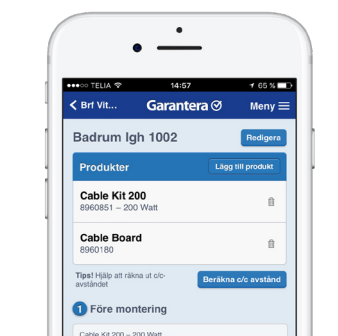 TELIA 14:57 65 %
Brf Vit... Garantera Meny
Badrum lgh 1002 Redigera
Produkter Lägg till produkt
Cable Kit 200
8960851 – 200 Watt
Cable Board
8960180
Tips! Hjälp att räkna ut c/c-
avståndet
Beräkna c/c avstånd
1 Före montering
Cable Kit 200 – 200 Watt